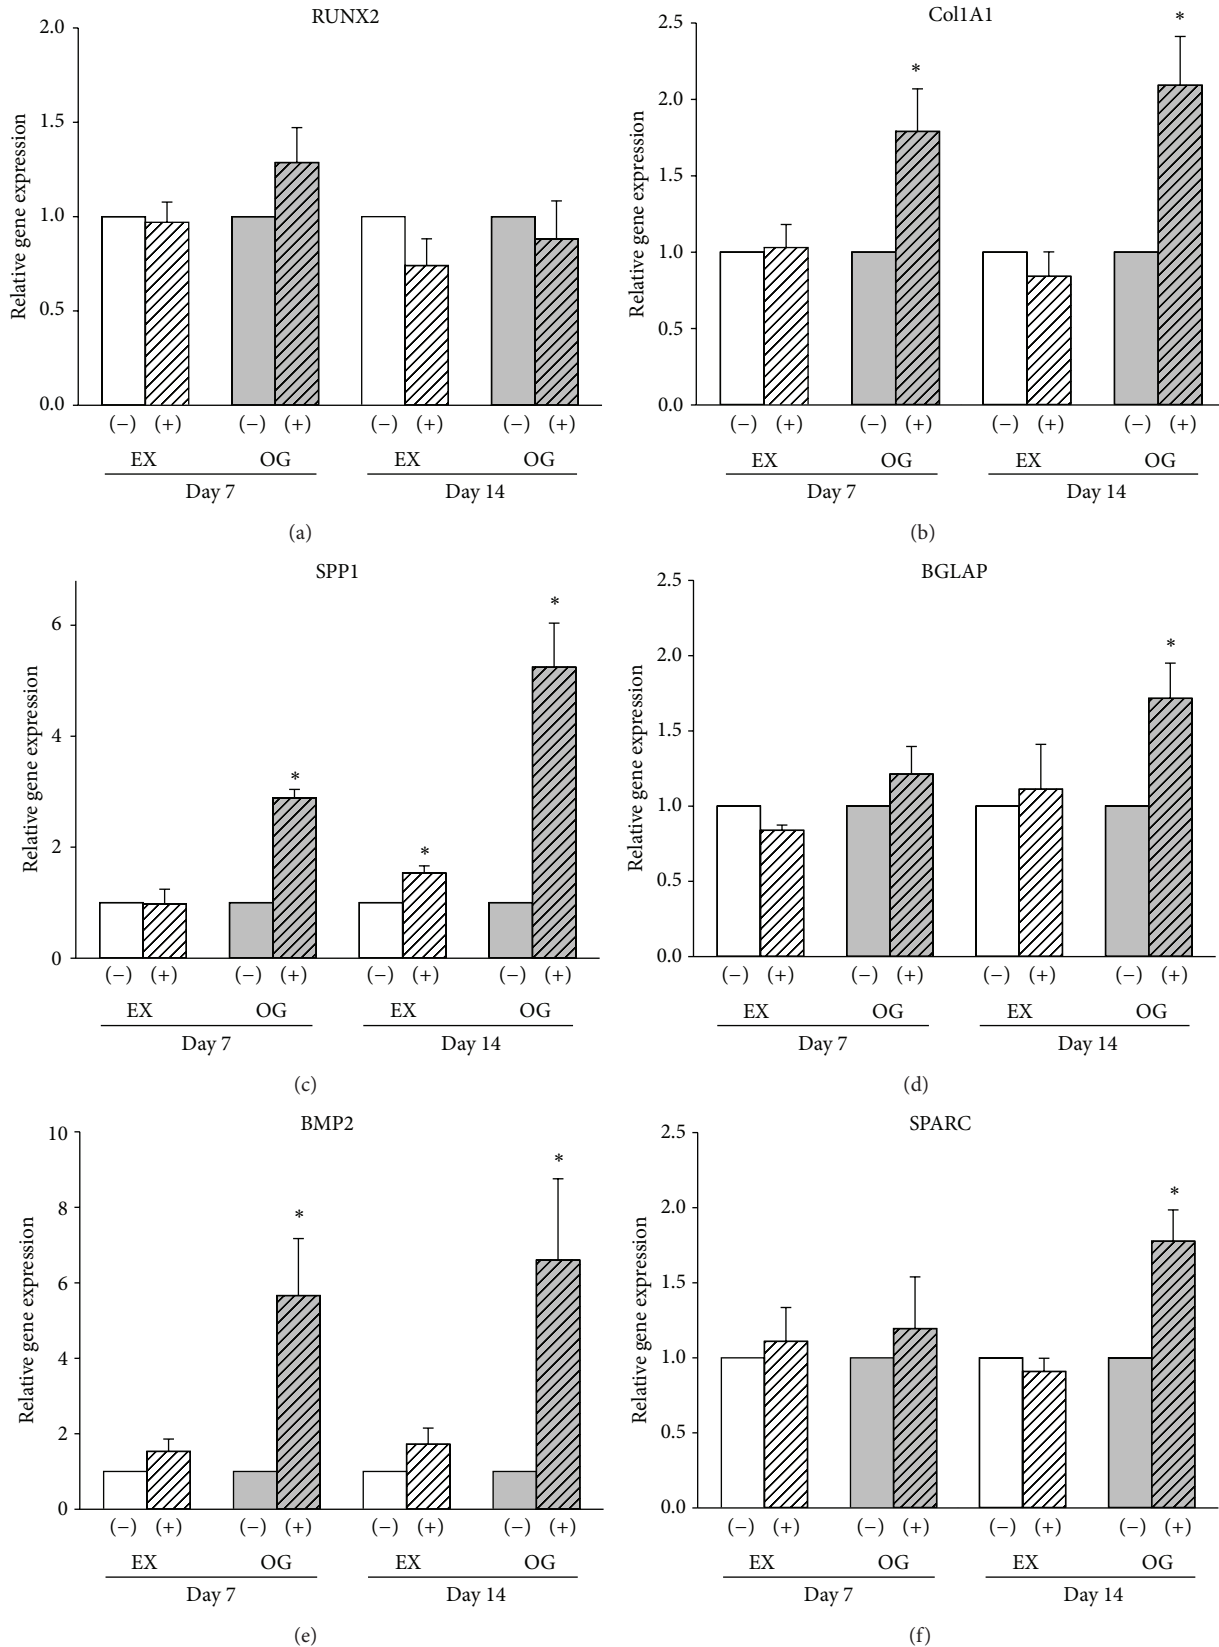 RUNX2
Relative gene expression
2.0
1.5
1.0
0.5
0.0
(−) (+) (−) (+) (−) (+) (−) (+)
EX OG EX OG
Day 7 Day 14
(a)
Col1A1
Relative gene expression
2.5
2.0
1.5
1.0
0.5
0.0
* *
(−) (+) (−) (+) (−) (+) (−) (+)
EX OG EX OG
Day 7 Day 14
(b)
SPP1
Relative gene expression
6
4
2
0
* * *
(−) (+) (−) (+) (−) (+) (−) (+)
EX OG EX OG
Day 7 Day 14
(c)
BGLAP
Relative gene expression
2.5
2.0
1.5
1.0
0.5
0.0
*
(−) (+) (−) (+) (−) (+) (−) (+)
EX OG EX OG
Day 7 Day 14
(d)
BMP2
Relative gene expression
10
8
6
4
2
0
* *
(−) (+) (−) (+) (−) (+) (−) (+)
EX OG EX OG
Day 7 Day 14
(e)
SPARC
Relative gene expression
2.5
2.0
1.5
1.0
0.5
0.0
*
(−) (+) (−) (+) (−) (+) (−) (+)
EX OG EX OG
Day 7 Day 14
(f)